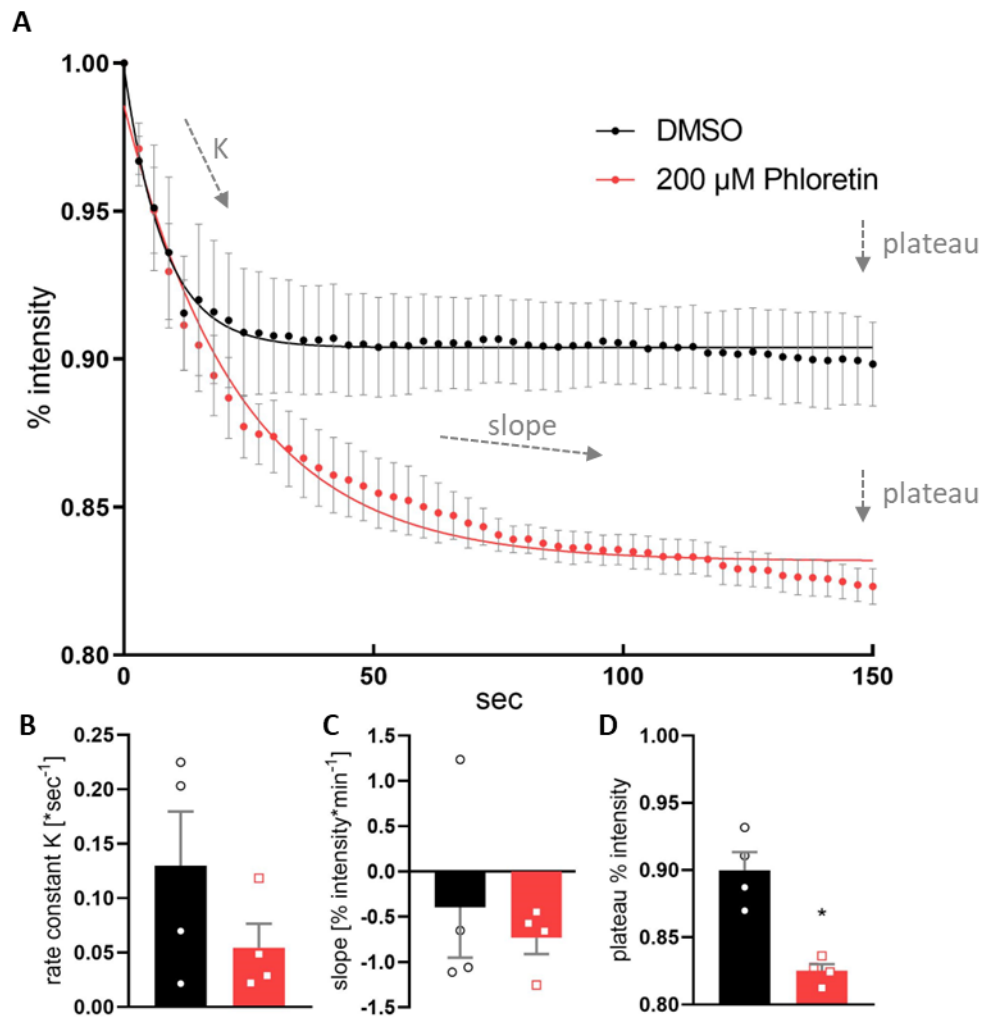 A
1.00
0.95
0.90
0.85
0.80
% intensity
K
DMSO
200 µM Phloretin
plateau
slope
plateau
0
50
100
150
sec
B
rate constant K [*sec⁻¹]
0.25
0.20
0.15
0.10
0.05
0.00
C
slope [% intensity*min⁻¹]
1.5
1.0
0.5
0.0
-0.5
-1.0
-1.5
D
plateau % intensity
1.00
0.95
0.90
0.85
0.80
*